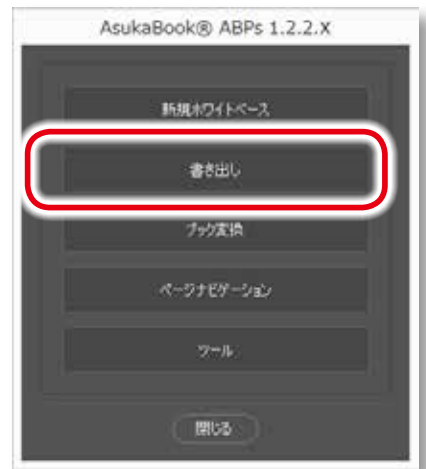 AsukaBook® ABPs 1.2.2.X
新規ホワイトベース
書き出し
ブック変換
ページナビゲーション
ツール
閉じる